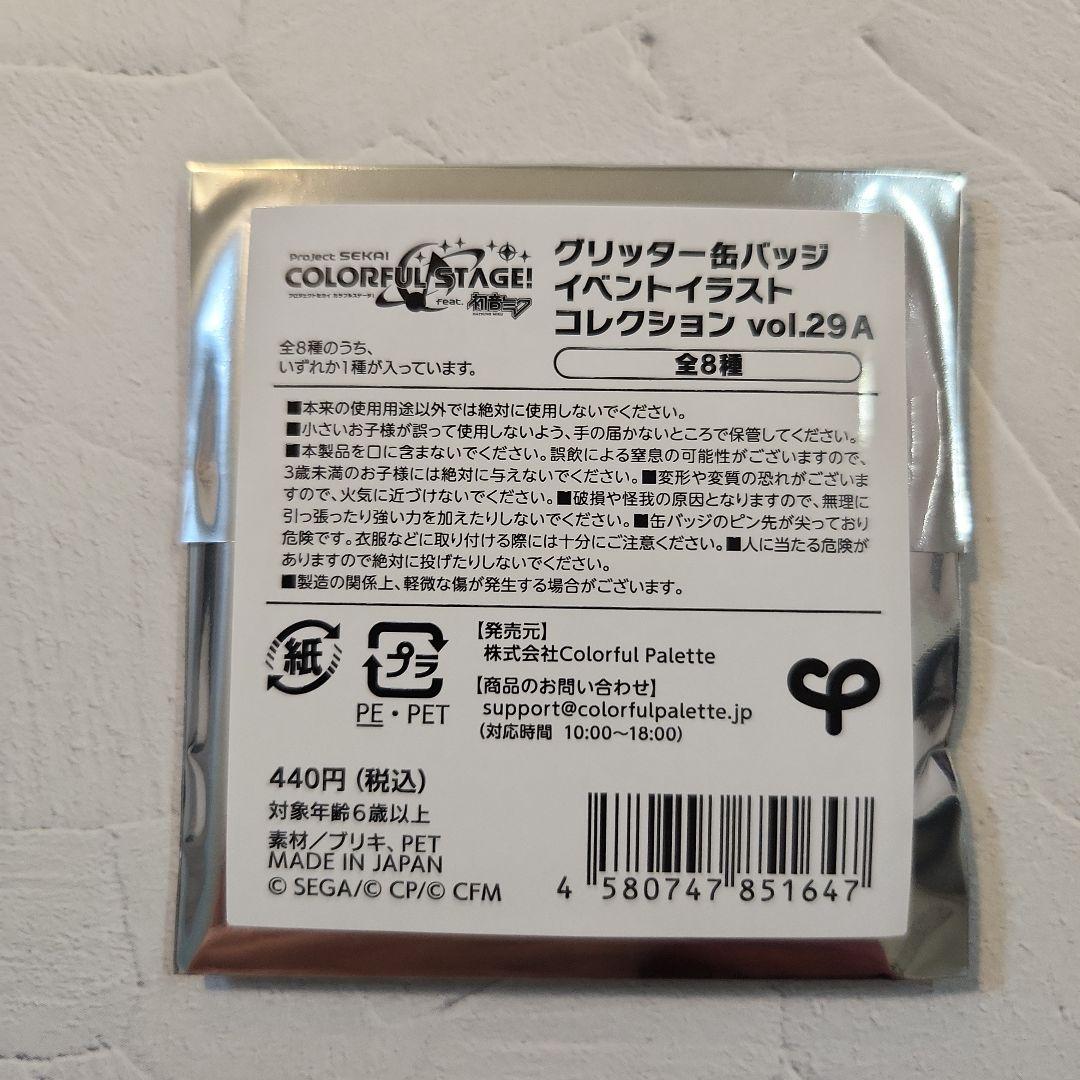 Project SEKAI
COLORFUL STAGE!
プロジェクトセカイ カラフルステージ!
feat. 初音ミク
HATSUNE MIKU
グリッター缶バッジ
イベントイラスト
コレクション vol.29A
全8種
全8種のうち、
いずれか1種が入っています。
■本来の使用用途以外では絶対に使用しないでください。
■小さいお子様が誤って使用しないよう、手の届かないところで保管してください。
■本製品を口に含まないでください。誤飲による窒息の可能性がございますので、
3歳未満のお子様には絶対に与えないでください。■変形や変質の恐れがございま
すので、火気に近づけないでください。■破損や怪我の原因となりますので、無理に
引っ張ったり強い力を加えたりしないでください。■缶バッジのピン先が尖っており
危険です。衣服などに取り付ける際には十分にご注意ください。■人に当たる危険が
ありますので絶対に投げたりしないでください。
■製造の関係上、軽微な傷が発生する場合がございます。
紙
プラ
PE・PET
【発売元】
株式会社Colorful Palette
【商品のお問い合わせ】
support@colorfulpalette.jp
(対応時間 10:00～18:00)
440円(税込)
対象年齢6歳以上
素材/ブリキ、PET
MADE IN JAPAN
© SEGA/© CP/© CFM
4 580747 851647